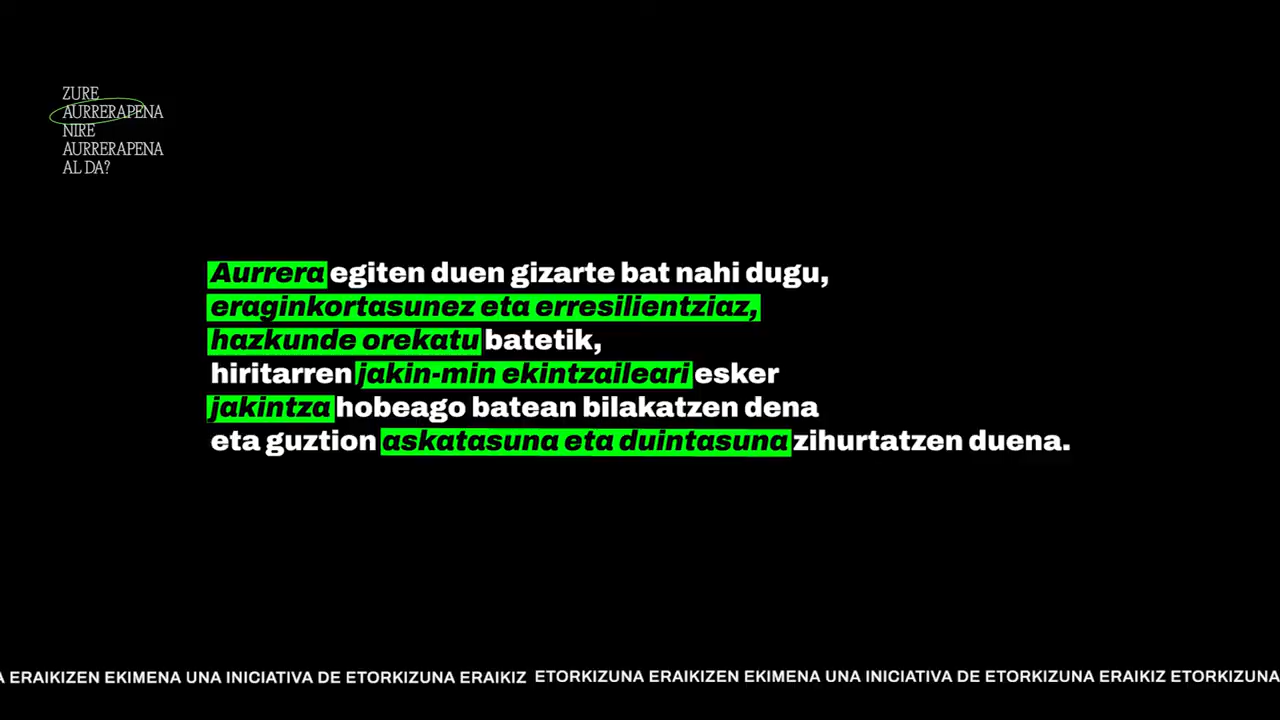 ZURE
AURRERAPENA
NIRE
AURRERAPENA
AL DA?
Aurrera egiten duen gizarte bat nahi dugu,
eraginkortasunez eta erresilientziaz,
hazkunde orekatu batetik,
hiritarren jakin-min ekintzaileari esker
jakintza hobeago batean bilakatzen dena
eta guztion askatasuna eta duintasuna zihurtatzen duena.
A ERAIKIZEN EKIMENA UNA INICIATIVA DE ETORKIZUNA ERAIKIZ ETORKIZUNA ERAIKIZEN EKIMENA UNA INICIATIVA DE ETORKIZUNA ERAIKIZ ETORKIZUNA